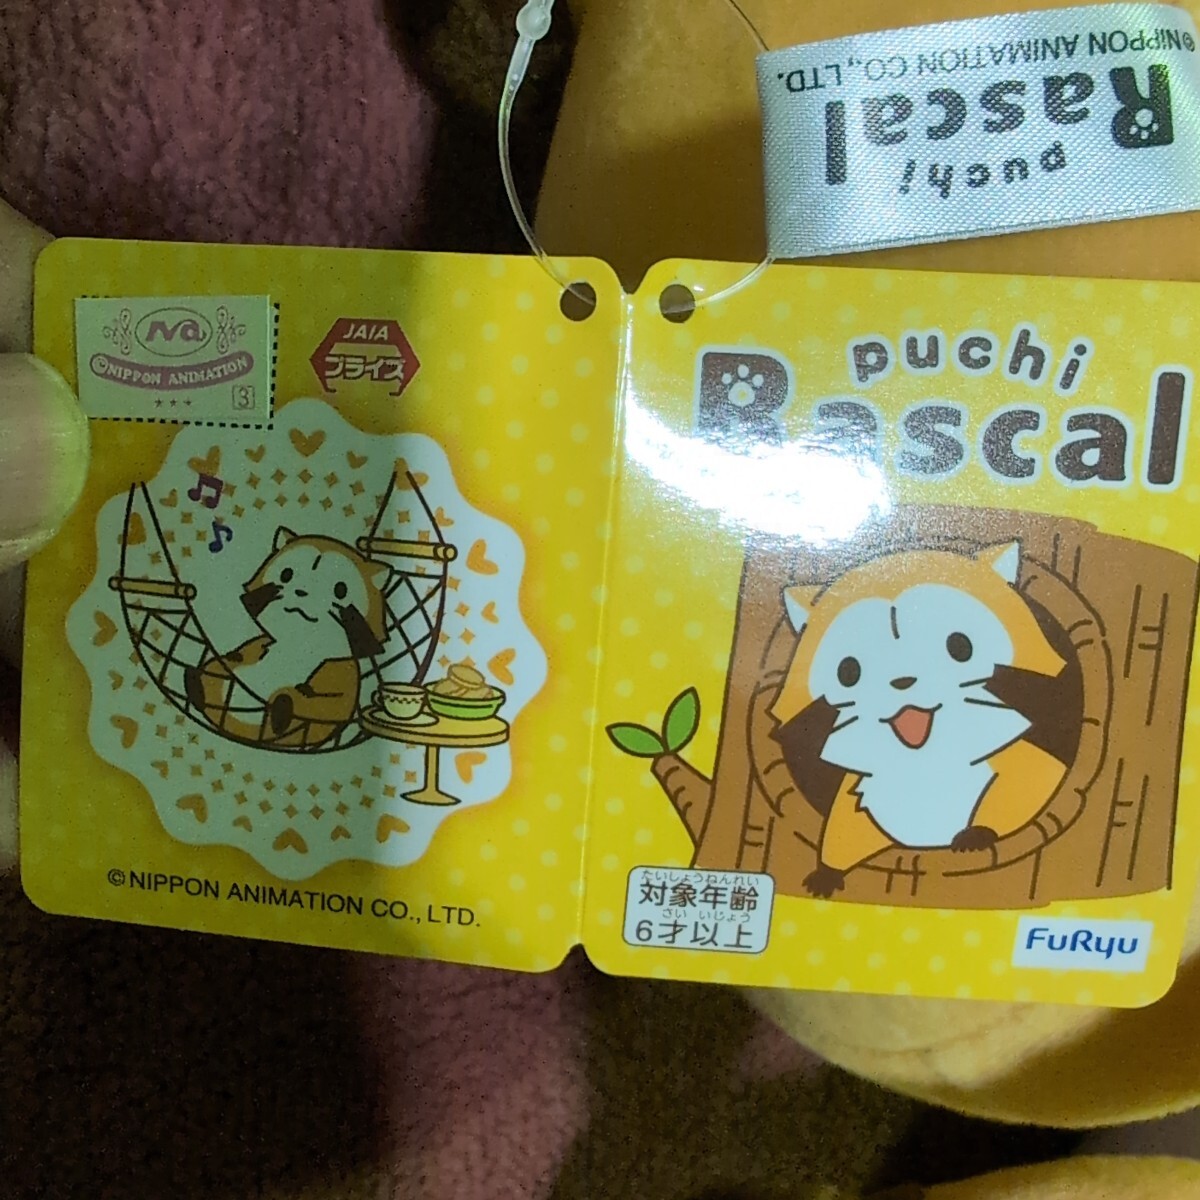 puchi
Rascal
©NIPPON ANIMATION CO., LTD.
Na
©NIPPON ANIMATION
3
JAIA
プライズ
©NIPPON ANIMATION CO., LTD.
puchi
Rascal
たいしょうねんれい
対象年齢
さい いじょう
6才以上
FuRyu